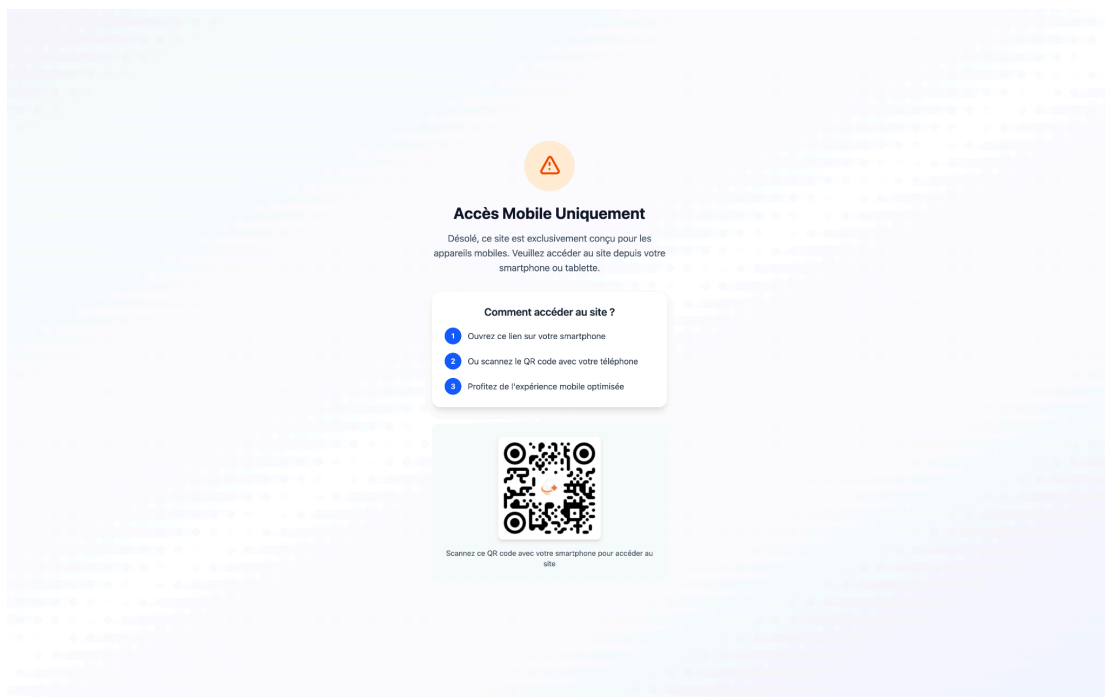 Accès Mobile Uniquement
Désolé, ce site est exclusivement conçu pour les
appareils mobiles. Veuillez accéder au site depuis votre
smartphone ou tablette.
Comment accéder au site ?
1 Ouvrez ce lien sur votre smartphone
2 Ou scannez le QR code avec votre téléphone
3 Profitez de l'expérience mobile optimisée
Scannez ce QR code avec votre smartphone pour accéder au
site